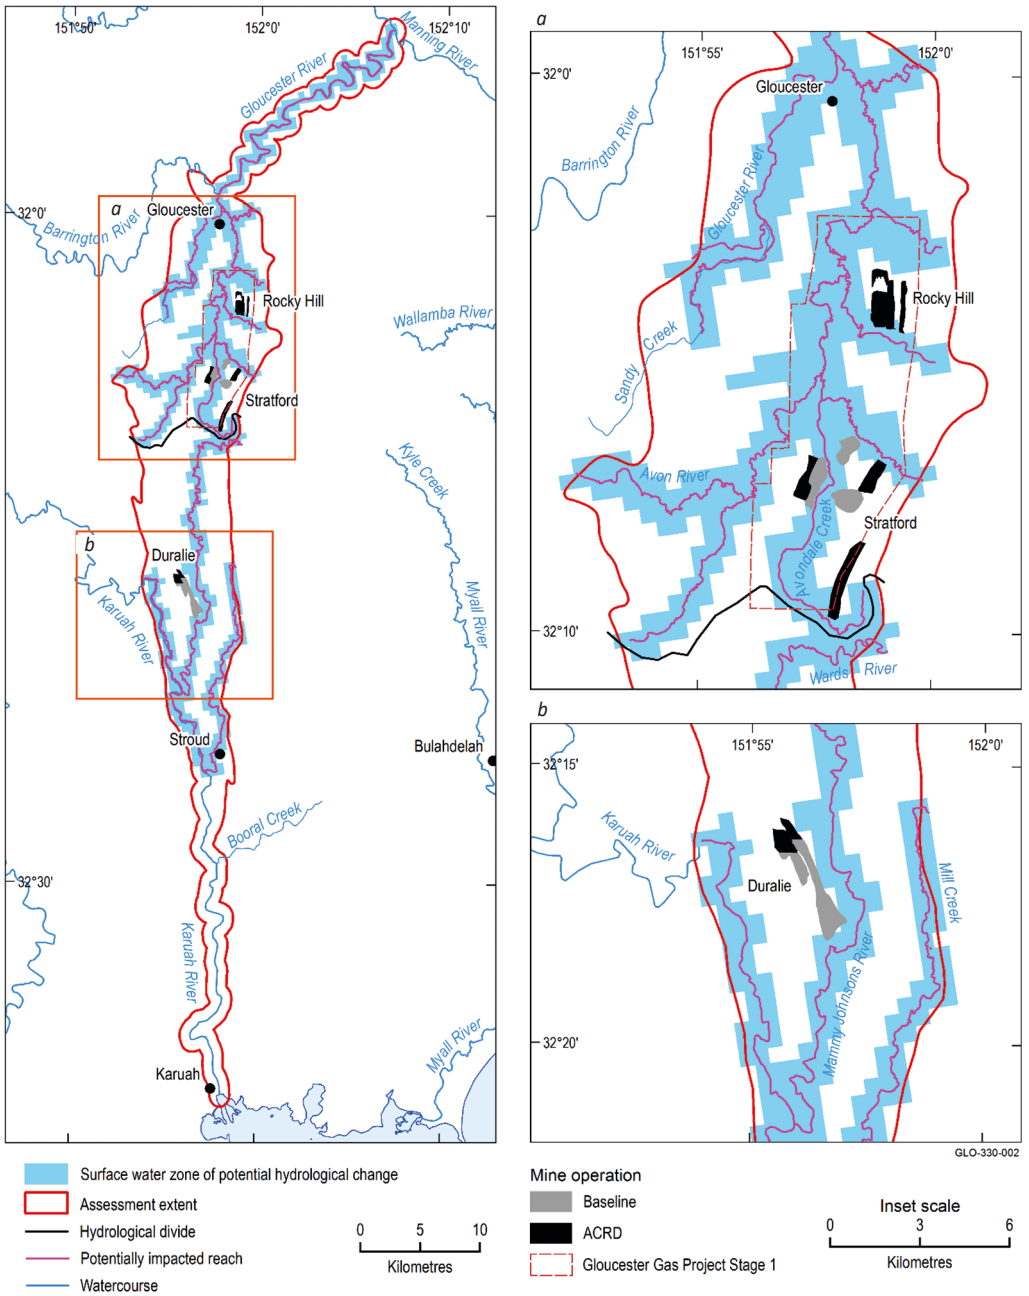 151°50'
152°0'
152°10'
Manning River
Gloucester River
32°0'
Barrington River
a
Gloucester
Rocky Hill
Wallamba River
Stratford
Kyle Creek
b
Duralie
Karuah River
Myall River
Stroud
Bulahdelah
Booral Creek
32°30'
Karuah River
Myall River
Karuah
a
151°55'
152°0'
32°0'
Gloucester
Barrington River
Gloucester River
Rocky Hill
Sandy Creek
Avon River
Stratford
Avondale Creek
32°10'
Wards River
b
151°55'
152°0'
32°15'
Karuah River
Duralie
Mill Creek
Mammy Johnsons River
32°20'
GLO-330-002
Surface water zone of potential hydrological change
Assessment extent
Hydrological divide
Potentially impacted reach
Watercourse
0 5 10
Kilometres
Mine operation
Baseline
ACRD
Gloucester Gas Project Stage 1
Inset scale
0 3 6
Kilometres